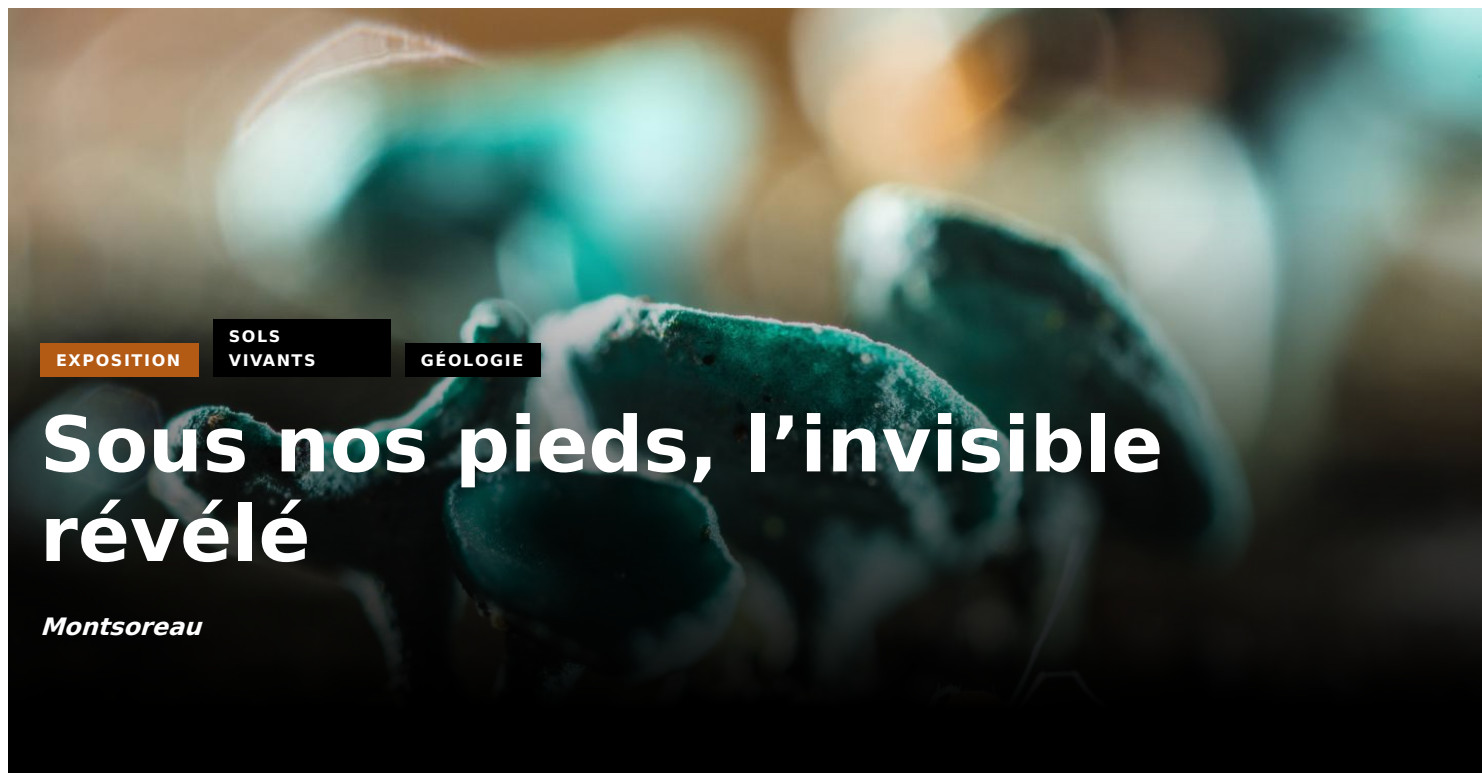 EXPOSITION
SOLS
VIVANTS
GÉOLOGIE
Sous nos pieds, l’invisible
révélé
Montsoreau